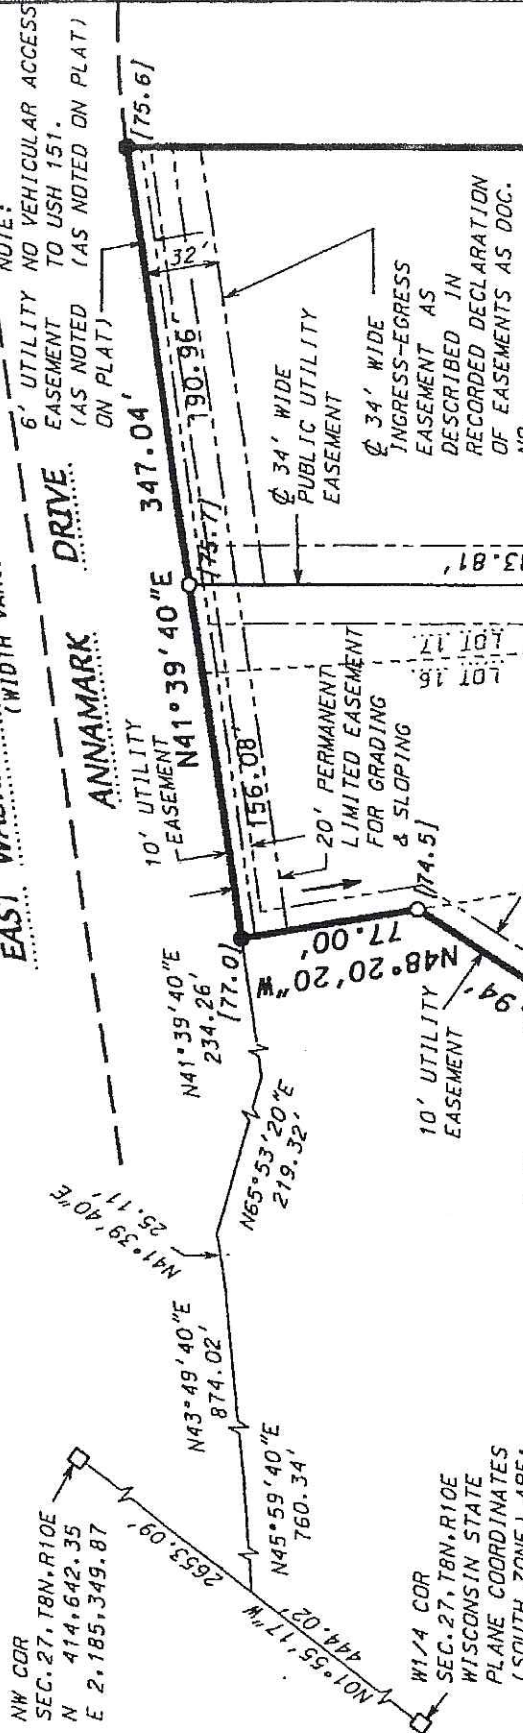 NOTE:
NO VEHICULAR ACCESS
TO USH 151.
(AS NOTED ON PLAT)
6' UTILITY
EASEMENT
(AS NOTED
ON PLAT)
EAST
(WIDTH
ANNAMARK DRIVE
[75.6]
32'
347.04'
190.96'
N41°39'40"E
[75.7]
156.08'
10' UTILITY
EASEMENT
℄ 34' WIDE
PUBLIC UTILITY
EASEMENT
℄ 34' WIDE
INGRESS-EGRESS
EASEMENT AS
DESCRIBED IN
RECORDED DECLARATION
OF EASEMENTS AS DOC.
3.81'
LOT 17
LOT 16
20' PERMANENT
LIMITED EASEMENT
FOR GRADING
& SLOPING
[74.5]
77.00'
N48°20'20"W
[77.0]
N41°39'40"E
234.26'
10' UTILITY
EASEMENT
.94'
N65°53'20"E
219.32'
N41°39'40"E
25.11'
N43°49'40"E
874.02'
N45°59'40"E
760.34'
2653.09'
N01°55'17"W
444.02'
NW COR
SEC.27,T8N,R10E
N 414,642.35
E 2,185,349.87
W1/4 COR
SEC.27,T8N,R10E
WISCONSIN STATE
PLANE COORDINATES
(SOUTH ZONE) ARE: